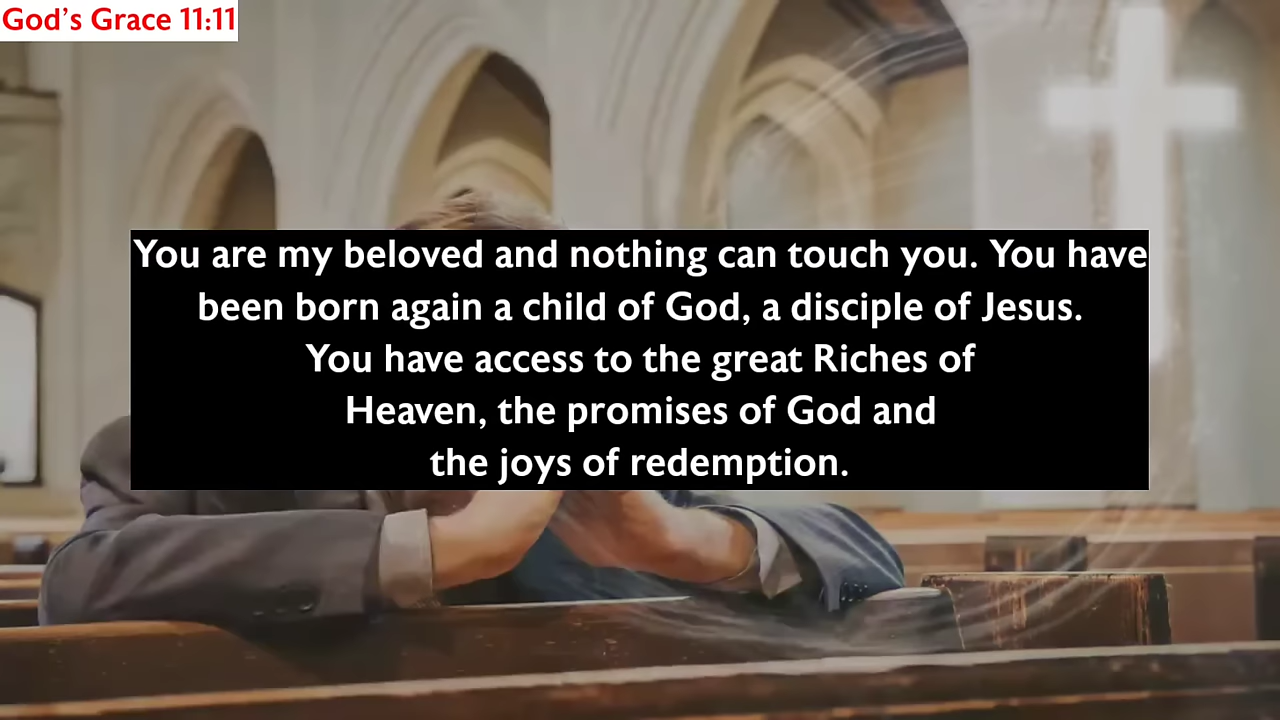 God's Grace 11:11
You are my beloved and nothing can touch you. You have
been born again a child of God, a disciple of Jesus.
You have access to the great Riches of
Heaven, the promises of God and
the joys of redemption.